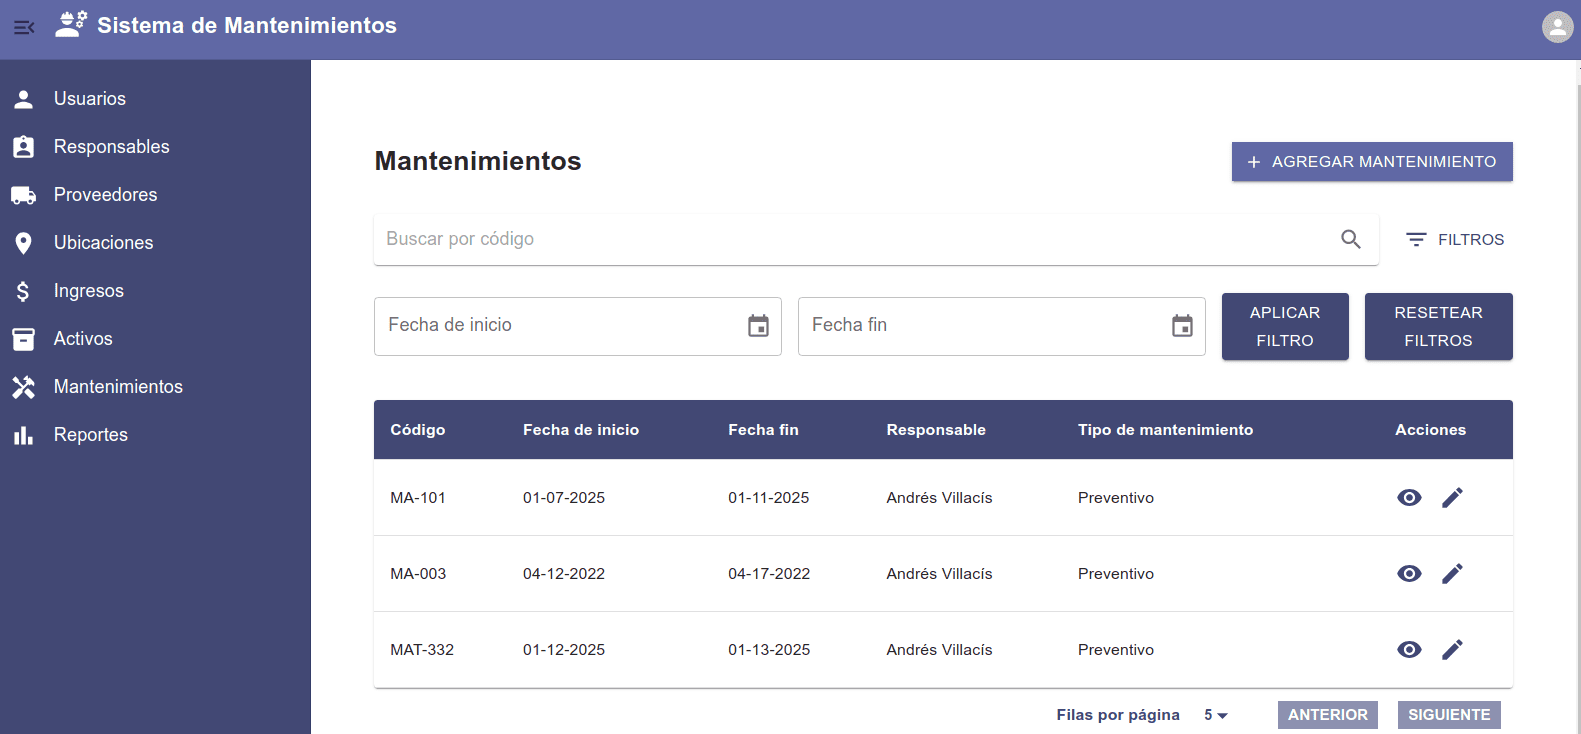 Sistema de Mantenimientos
Usuarios
Responsables
Proveedores
Ubicaciones
Ingresos
Activos
Mantenimientos
Reportes
Mantenimientos
AGREGAR MANTENIMIENTO
Buscar por código
FILTROS
Fecha de inicio
Fecha fin
APLICAR
FILTRO
RESETEAR
FILTROS
Código Fecha de inicio Fecha fin Responsable Tipo de mantenimiento Acciones
MA-101 01-07-2025 01-11-2025 Andrés Villacís Preventivo
MA-003 04-12-2022 04-17-2022 Andrés Villacís Preventivo
MAT-332 01-12-2025 01-13-2025 Andrés Villacís Preventivo
Filas por página 5 ANTERIOR SIGUIENTE